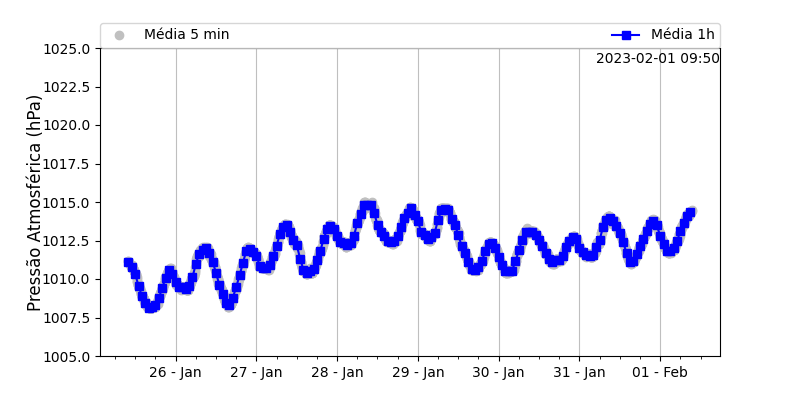 Média 5 min
Média 1h
2023-02-01 09:50
Pressão Atmosférica (hPa)
1025.0
1022.5
1020.0
1017.5
1015.0
1012.5
1010.0
1007.5
1005.0
26 - Jan
27 - Jan
28 - Jan
29 - Jan
30 - Jan
31 - Jan
01 - Feb